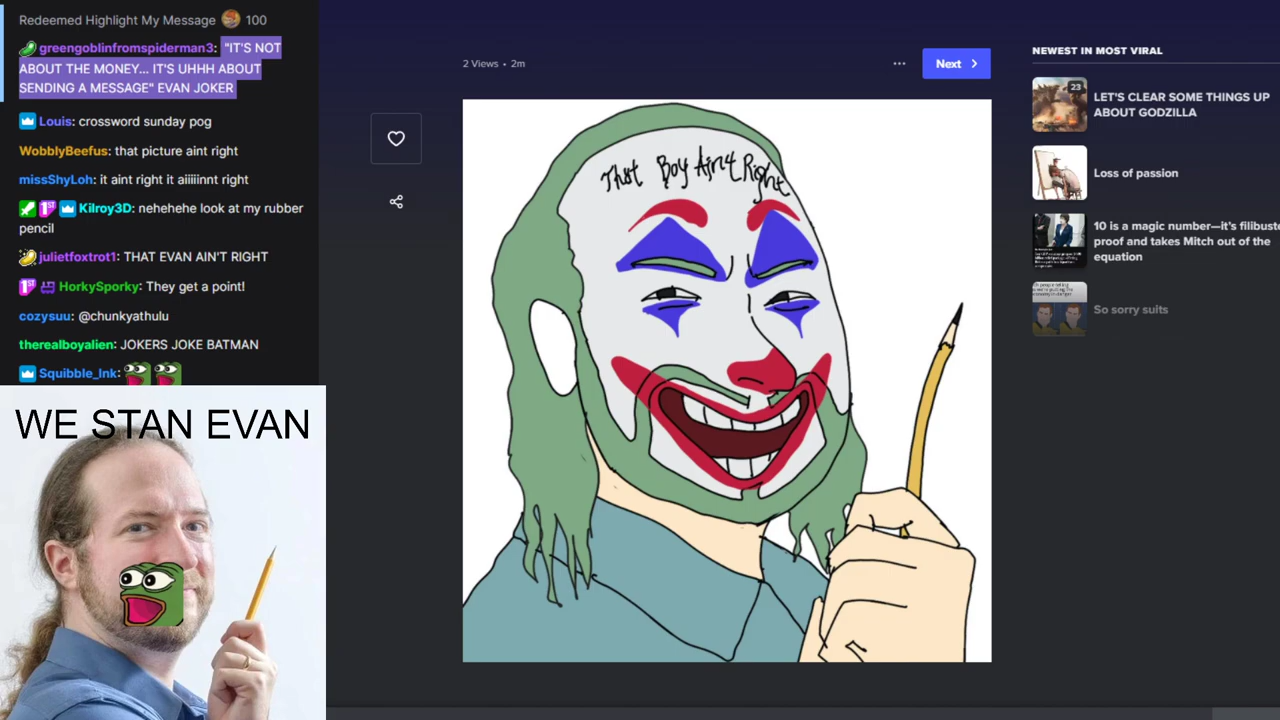 Redeemed Highlight My Message 100
greengoblinfromspiderman3: "IT'S NOT
ABOUT THE MONEY... IT'S UHHH ABOUT
SENDING A MESSAGE" EVAN JOKER
Louis: crossword sunday pog
WobblyBeefus: that picture aint right
missShyLoh: it aint right it aiiiiinnt right
1ST Kilroy3D: nehehehe look at my rubber
pencil
julietfoxtrot1: THAT EVAN AIN'T RIGHT
1ST HorkySporky: They get a point!
cozysuu: @chunkyathulu
therealboyalien: JOKERS JOKE BATMAN
Squibble_Ink:
WE STAN EVAN
2 Views • 2m
Next
That Boy Ain't Right
NEWEST IN MOST VIRAL
23
LET'S CLEAR SOME THINGS UP
ABOUT GODZILLA
Loss of passion
10 is a magic number—it's filibuste
proof and takes Mitch out of the
equation
So sorry suits